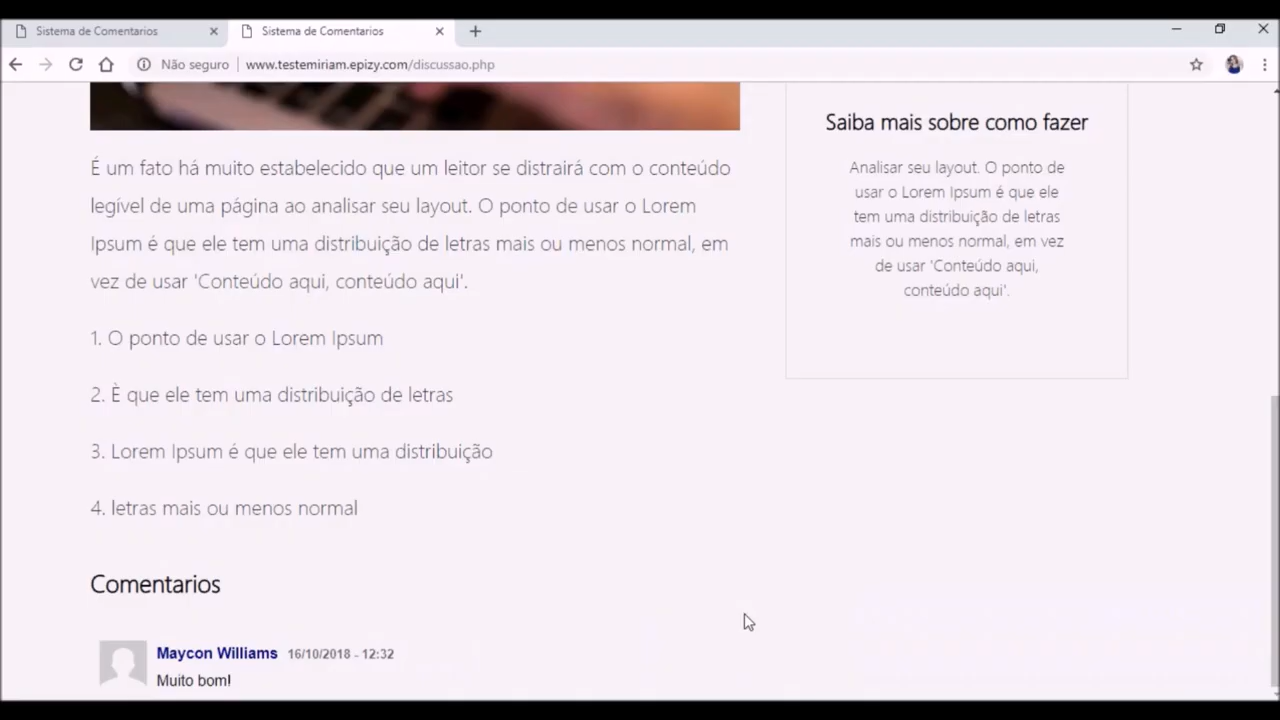 Sistema de Comentarios
Sistema de Comentarios
Não seguro
www.testemiriam.epizy.com/discussao.php
É um fato há muito estabelecido que um leitor se distrairá com o conteúdo
legível de uma página ao analisar seu layout. O ponto de usar o Lorem
Ipsum é que ele tem uma distribuição de letras mais ou menos normal, em
vez de usar 'Conteúdo aqui, conteúdo aqui'.
1. O ponto de usar o Lorem Ipsum
2. È que ele tem uma distribuição de letras
3. Lorem Ipsum é que ele tem uma distribuição
4. letras mais ou menos normal
Saiba mais sobre como fazer
Analisar seu layout. O ponto de
usar o Lorem Ipsum é que ele
tem uma distribuição de letras
mais ou menos normal, em vez
de usar 'Conteúdo aqui,
conteúdo aqui'.
Comentarios
Maycon Williams 16/10/2018 - 12:32
Muito bom!